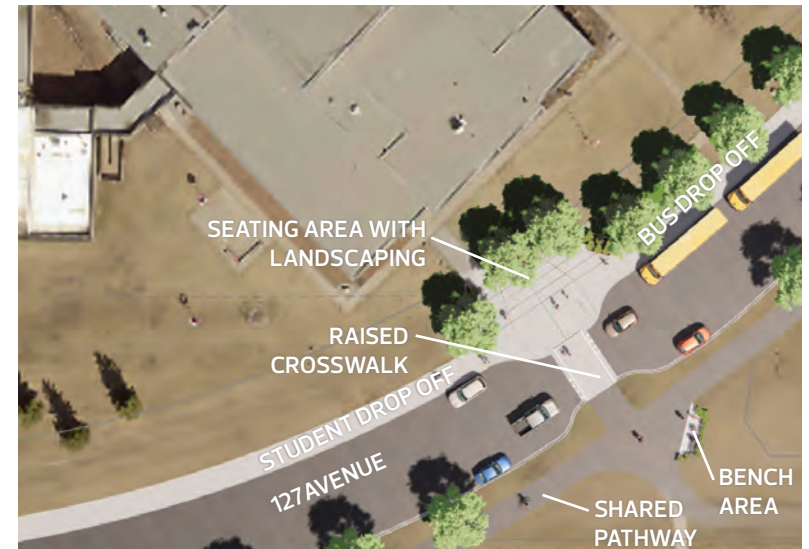 BUS DROP OFF
SEATING AREA WITH
LANDSCAPING
RAISED
CROSSWALK
STUDENT DROP OFF
127 AVENUE
BENCH
AREA
SHARED
PATHWAY